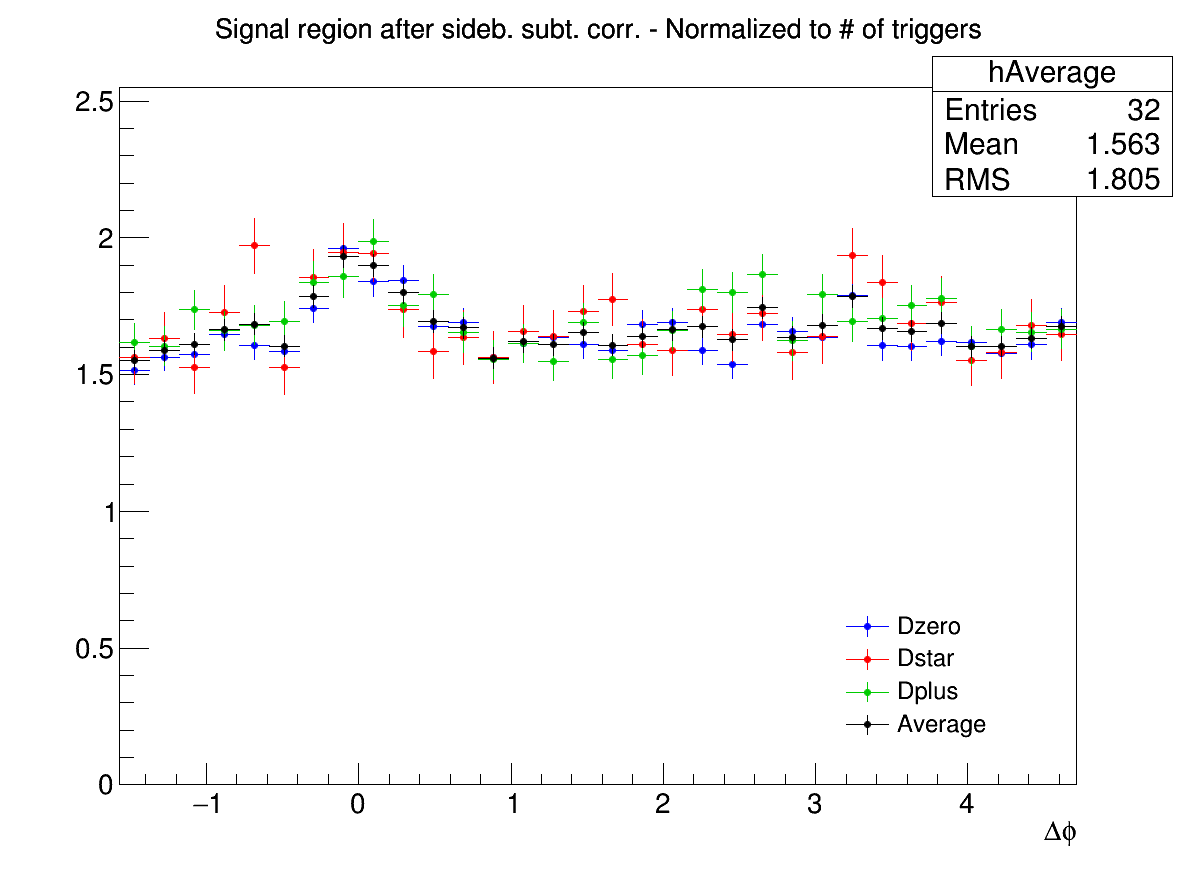 Signal region after sideb. subt. corr. - Normalized to # of triggers
hAverage
Entries 32
Mean 1.563
RMS 1.805
2.5
2
1.5
1
0.5
0
−1 0 1 2 3 4
Δϕ
Dzero
Dstar
Dplus
Average